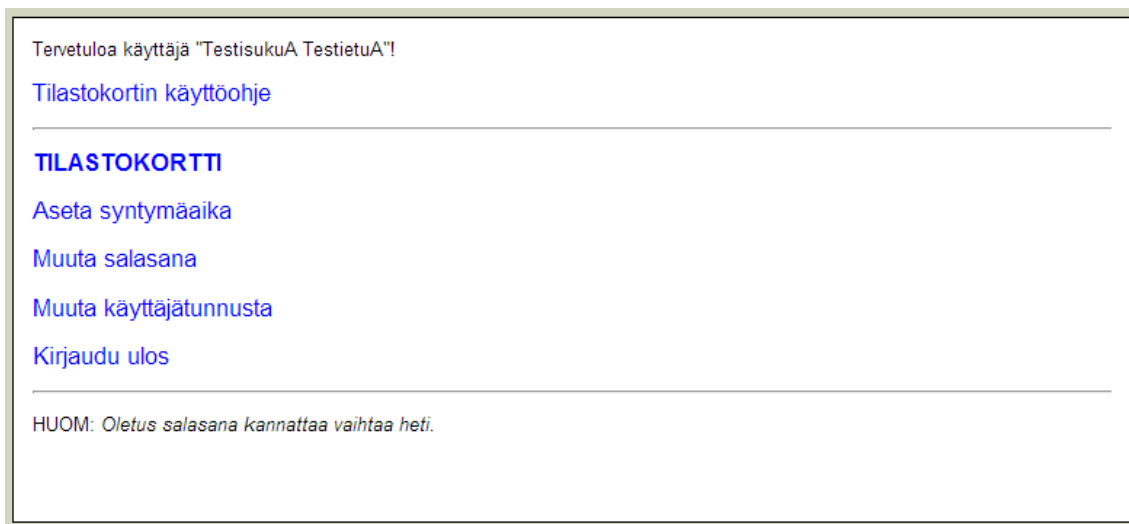 Tervetuloa käyttäjä "TestisukuA TestietuA"!
Tilastokortin käyttöohje
TILASTOKORTTI
Aseta syntymäaika
Muuta salasana
Muuta käyttäjätunnusta
Kirjaudu ulos
HUOM: Oletus salasana kannattaa vaihtaa heti.